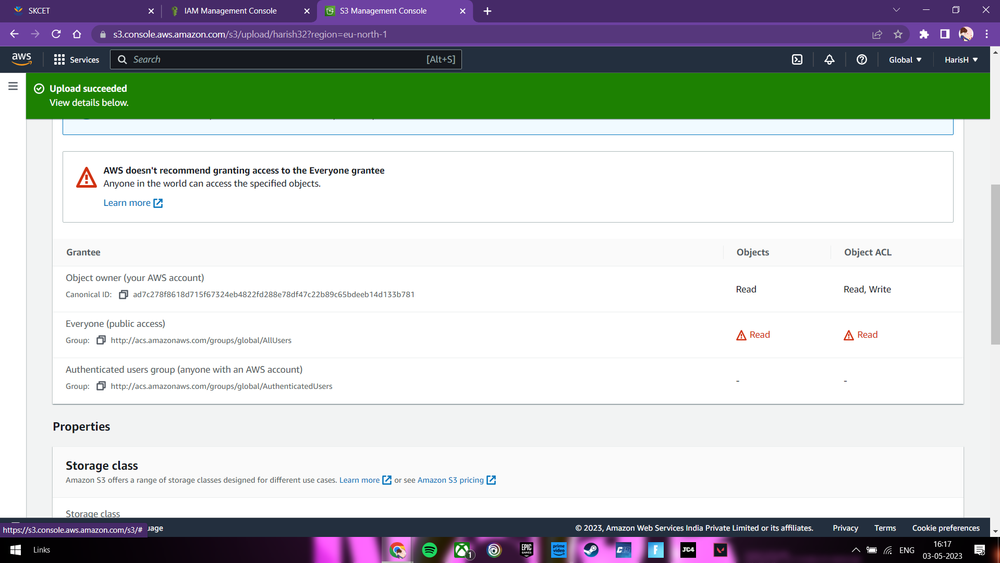 SKCET
IAM Management Console
S3 Management Console
s3.console.aws.amazon.com/s3/upload/harish32?region=eu-north-1
aws
Services
Search
[Alt+S]
Global
HarisH
Upload succeeded
View details below.
AWS doesn't recommend granting access to the Everyone grantee
Anyone in the world can access the specified objects.
Learn more
Grantee
Objects
Object ACL
Object owner (your AWS account)
Canonical ID:
ad7c278f8618d715f67324eb4822fd288e78df47c22b89c65bdeeb14d133b781
Read
Read, Write
Everyone (public access)
Group:
http://acs.amazonaws.com/groups/global/AllUsers
Read
Read
Authenticated users group (anyone with an AWS account)
Group:
http://acs.amazonaws.com/groups/global/AuthenticatedUsers
-
-
Properties
Storage class
Amazon S3 offers a range of storage classes designed for different use cases. Learn more or see Amazon S3 pricing
Storage class
https://s3.console.aws.amazon.com/s3/#
uage
© 2023, Amazon Web Services India Private Limited or its affiliates.
Privacy
Terms
Cookie preferences
Links
1
EPIC
GAMES
prime
video
JC4
ENG
16:17
03-05-2023